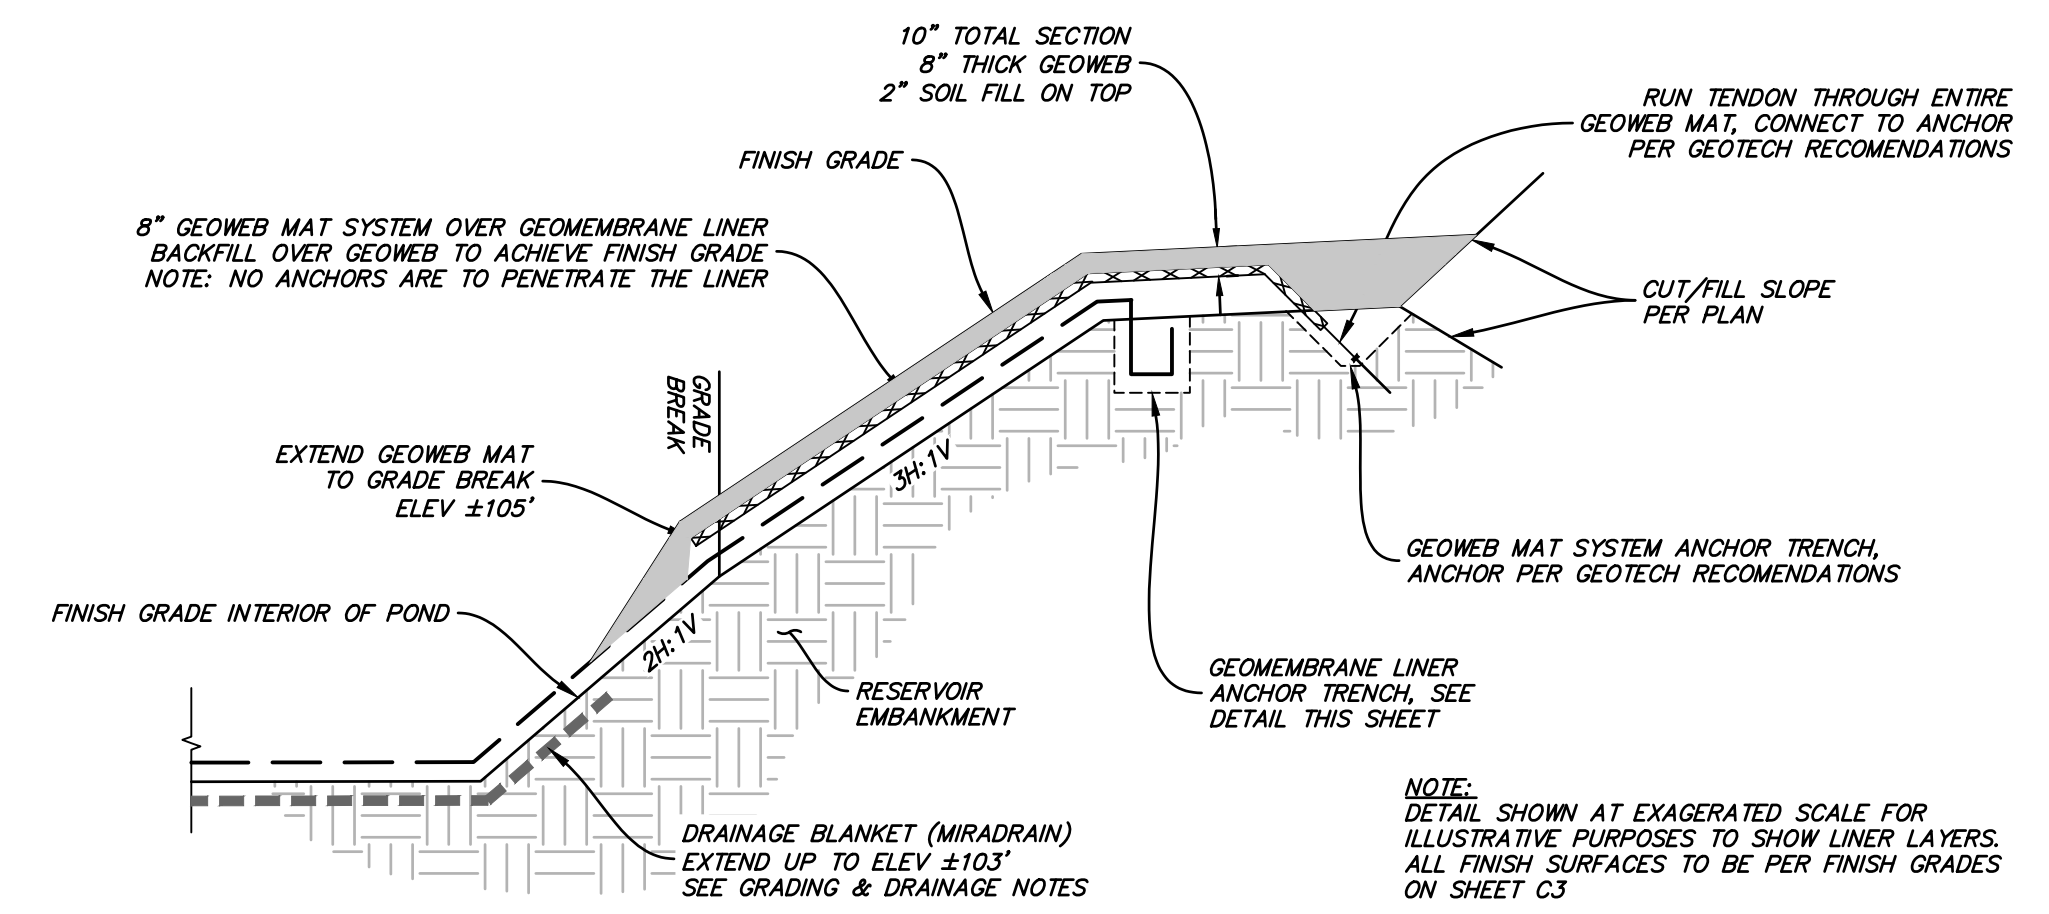 10" TOTAL SECTION
8" THICK GEOWEB
2" SOIL FILL ON TOP
RUN TENDON THROUGH ENTIRE
GEOWEB MAT, CONNECT TO ANCHOR
PER GEOTECH RECOMENDATIONS
FINISH GRADE
8" GEOWEB MAT SYSTEM OVER GEOMEMBRANE LINER
BACKFILL OVER GEOWEB TO ACHIEVE FINISH GRADE
NOTE: NO ANCHORS ARE TO PENETRATE THE LINER
CUT/FILL SLOPE
PER PLAN
GRADE
BREAK
EXTEND GEOWEB MAT
TO GRADE BREAK
ELEV ±105'
3H:1V
GEOWEB MAT SYSTEM ANCHOR TRENCH,
ANCHOR PER GEOTECH RECOMENDATIONS
FINISH GRADE INTERIOR OF POND
2H:1V
RESERVOIR
EMBANKMENT
GEOMEMBRANE LINER
ANCHOR TRENCH, SEE
DETAIL THIS SHEET
DRAINAGE BLANKET (MIRADRAIN)
EXTEND UP TO ELEV ±103'
SEE GRADING & DRAINAGE NOTES
NOTE:
DETAIL SHOWN AT EXAGERATED SCALE FOR
ILLUSTRATIVE PURPOSES TO SHOW LINER LAYERS.
ALL FINISH SURFACES TO BE PER FINISH GRADES
ON SHEET C3